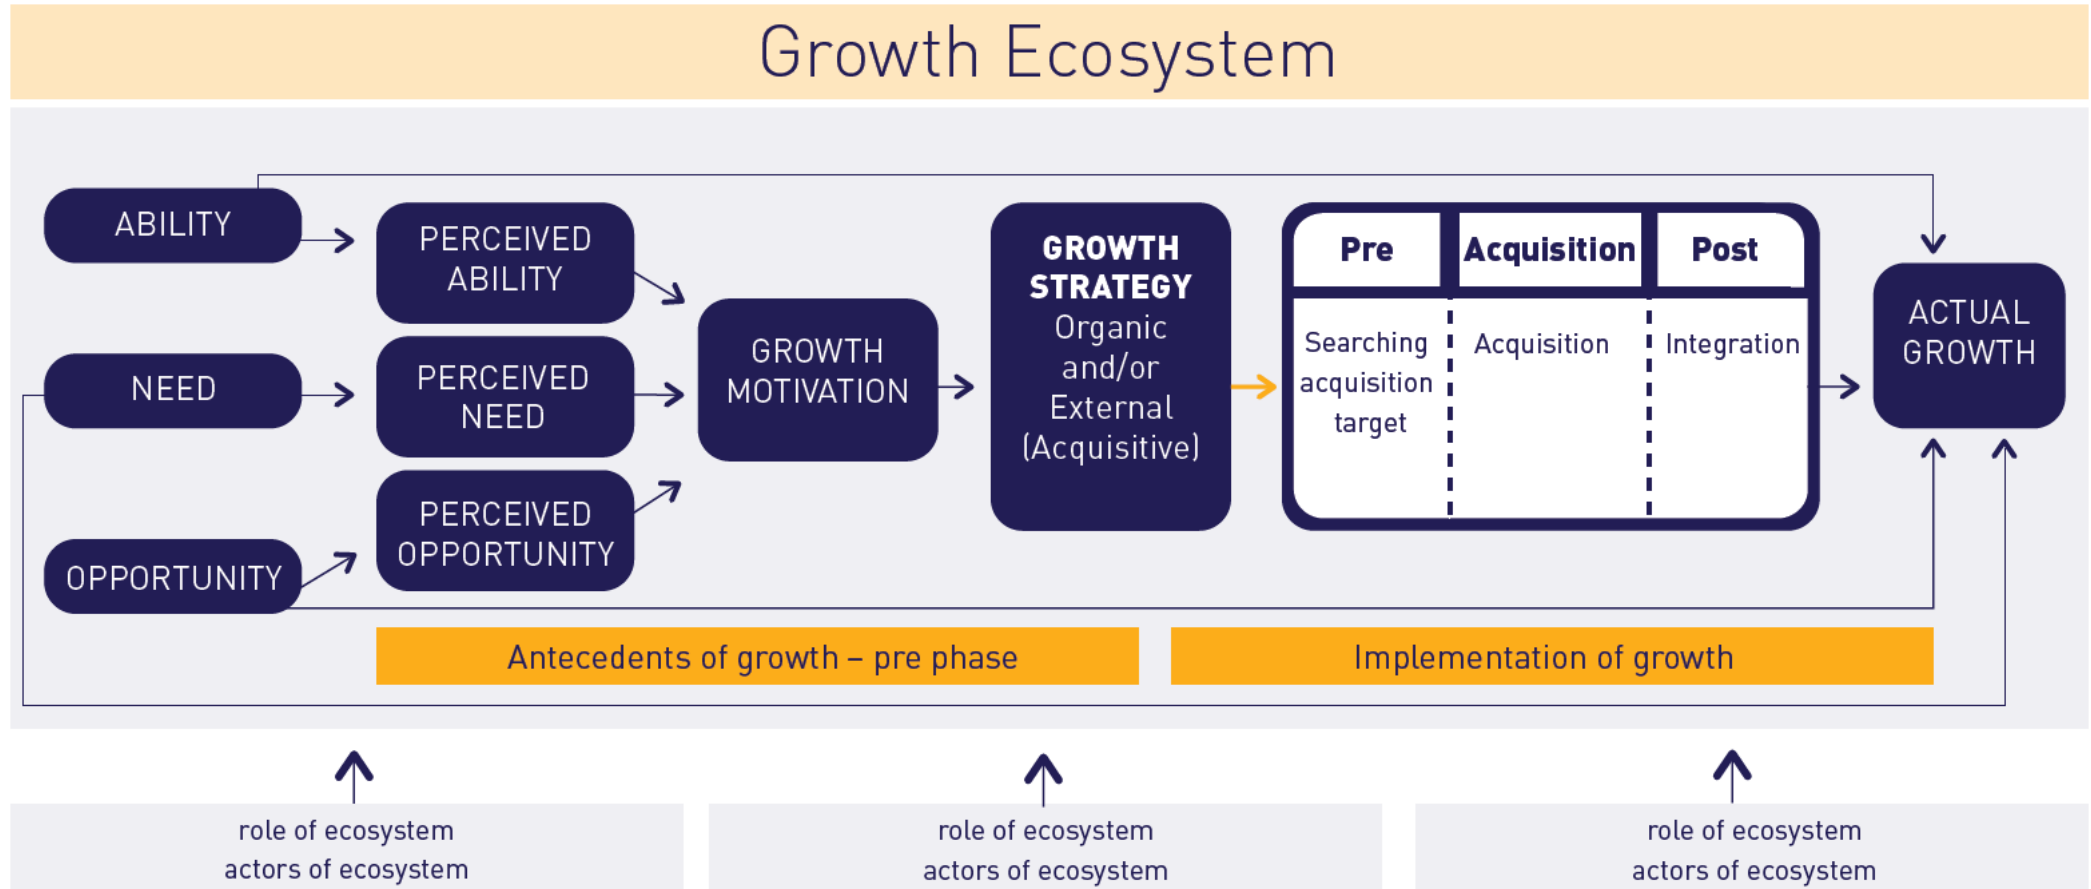 Growth Ecosystem
ABILITY
NEED
OPPORTUNITY
PERCEIVED
ABILITY
PERCEIVED
NEED
PERCEIVED
OPPORTUNITY
GROWTH
MOTIVATION
GROWTH
STRATEGY
Organic
and/or
External
(Acquisitive)
Pre
Acquisition
Post
Searching
acquisition
target
Acquisition
Integration
ACTUAL
GROWTH
Antecedents of growth – pre phase
Implementation of growth
role of ecosystem
actors of ecosystem
role of ecosystem
actors of ecosystem
role of ecosystem
actors of ecosystem